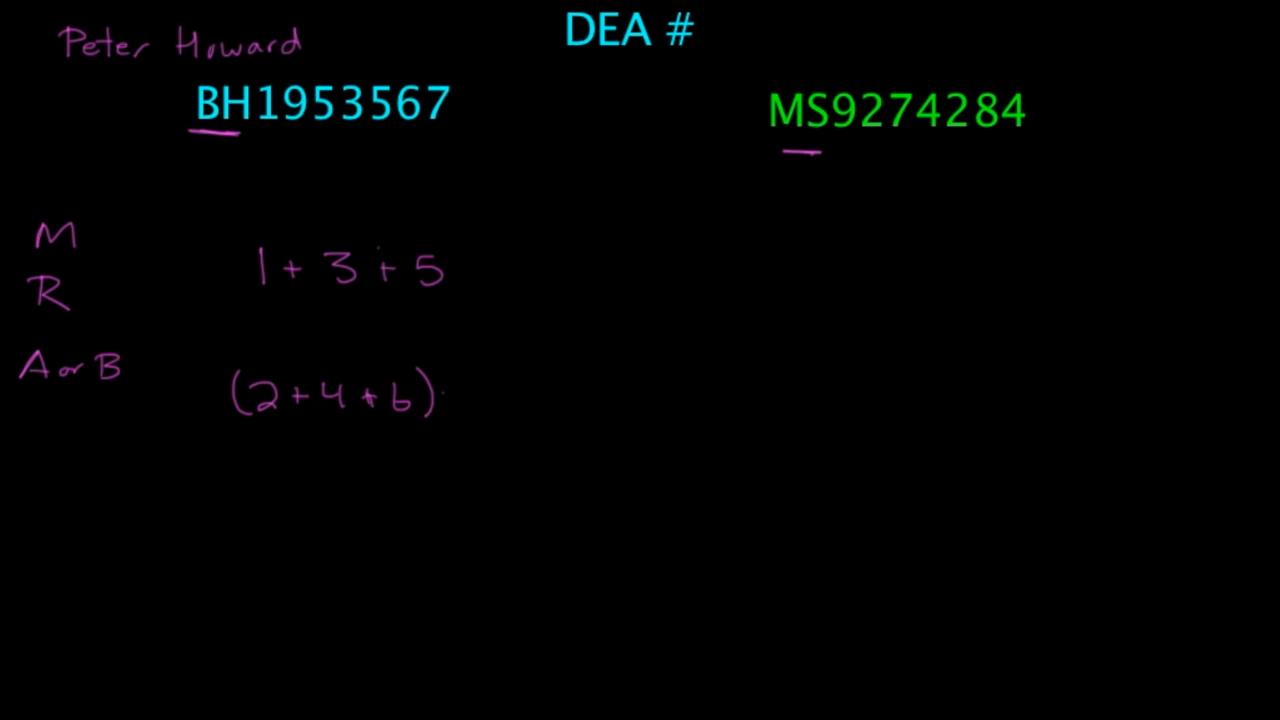 DEA #
Peter Howard
BH1953567
MS9274284
M
R
A or B
1 + 3 + 5
(2 + 4 + 6)